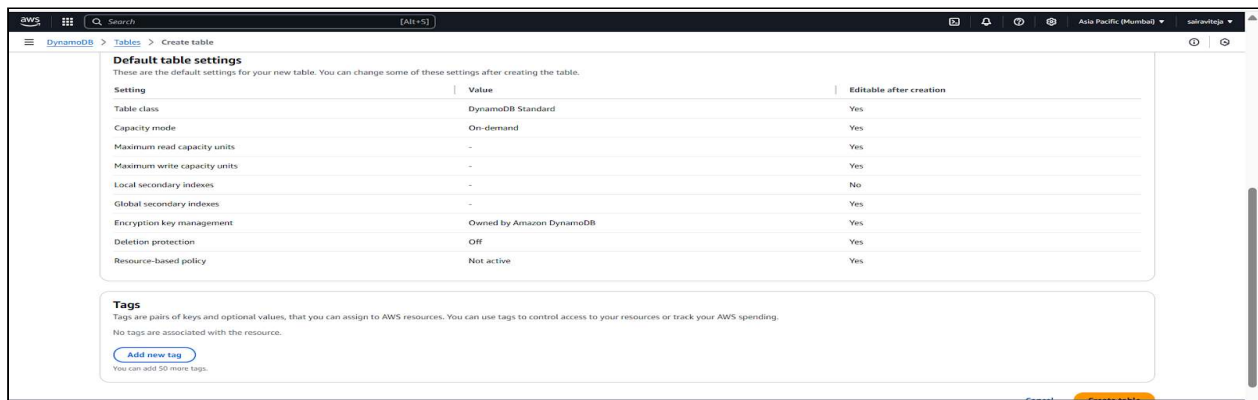 aws Search [Alt+S] Asia Pacific (Mumbai) sairaviteja
DynamoDB > Tables > Create table
Default table settings
These are the default settings for your new table. You can change some of these settings after creating the table.
Setting Value Editable after creation
Table class DynamoDB Standard Yes
Capacity mode On-demand Yes
Maximum read capacity units - Yes
Maximum write capacity units - Yes
Local secondary indexes - No
Global secondary indexes - Yes
Encryption key management Owned by Amazon DynamoDB Yes
Deletion protection Off Yes
Resource-based policy Not active Yes
Tags
Tags are pairs of keys and optional values, that you can assign to AWS resources. You can use tags to control access to your resources or track your AWS spending.
No tags are associated with the resource.
Add new tag
You can add 50 more tags.
Cancel Create table